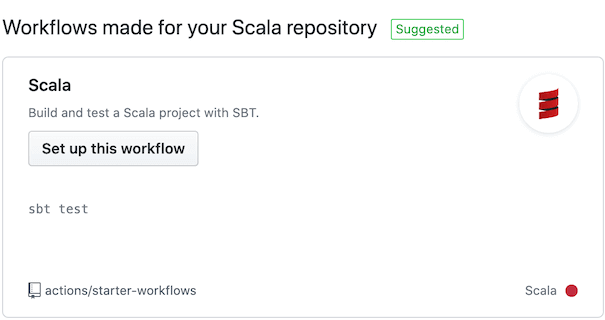 Workflows made for your Scala repository Suggested
Scala
Build and test a Scala project with SBT.
Set up this workflow
sbt test
actions/starter-workflows Scala